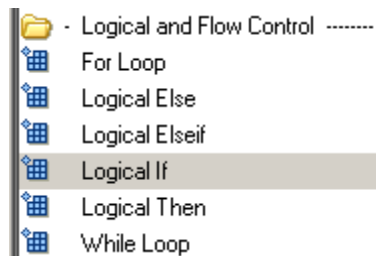 - Logical and Flow Control --------
For Loop
Logical Else
Logical Elseif
Logical If
Logical Then
While Loop